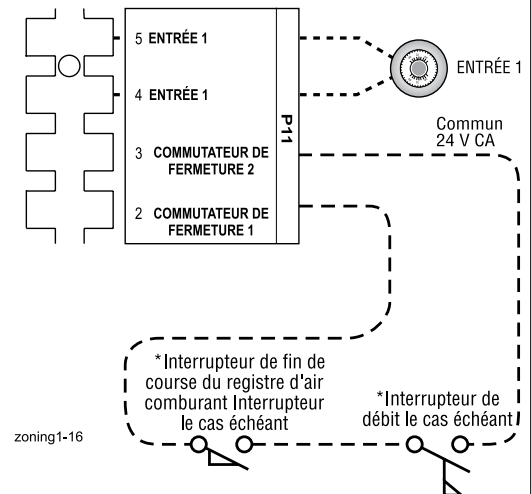 5 ENTRÉE 1
4 ENTRÉE 1
3 COMMUTATEUR DE
FERMETURE 2
2 COMMUTATEUR DE
FERMETURE 1
P11
ENTRÉE 1
Commun
24 V CA
*Interrupteur de fin de
course du registre d'air
comburant Interrupteur
le cas échéant
*Interrupteur de
débit le cas échéant
zoning1-16